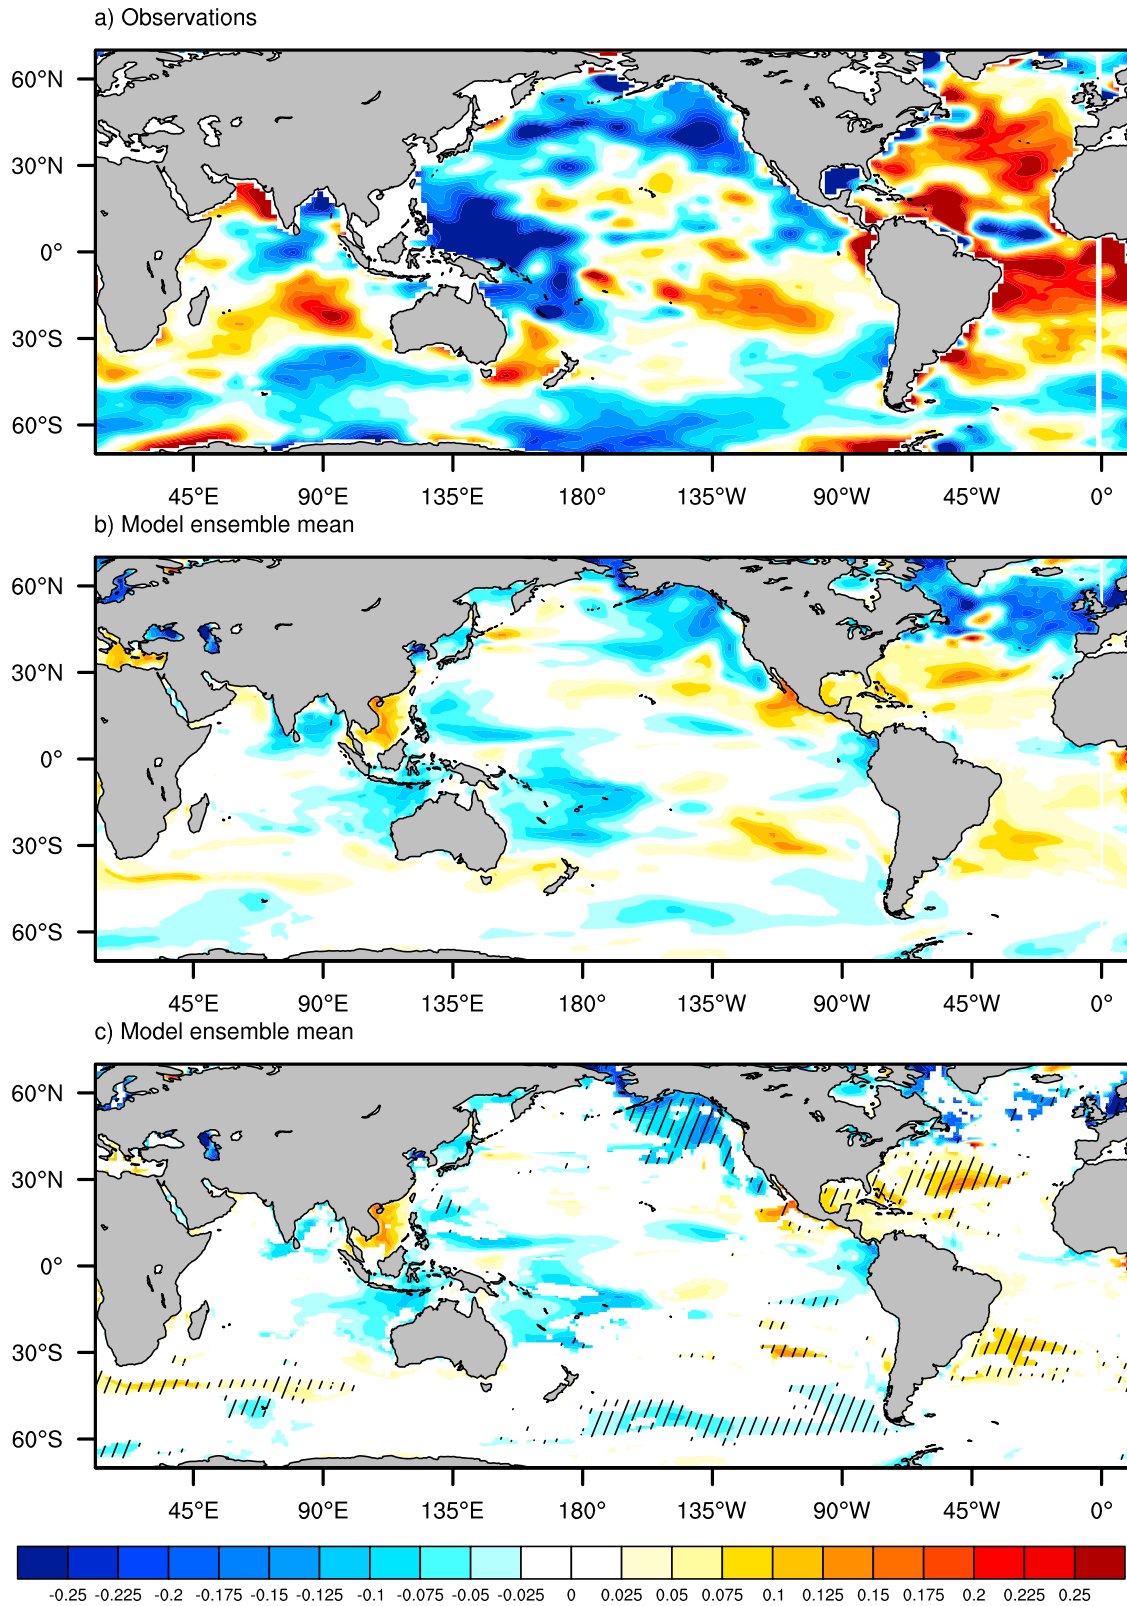 a) Observations
60°N
30°N
0°
30°S
60°S
45°E 90°E 135°E 180° 135°W 90°W 45°W 0°
b) Model ensemble mean
60°N
30°N
0°
30°S
60°S
45°E 90°E 135°E 180° 135°W 90°W 45°W 0°
c) Model ensemble mean
60°N
30°N
0°
30°S
60°S
45°E 90°E 135°E 180° 135°W 90°W 45°W 0°
-0.25 -0.225 -0.2 -0.175 -0.15 -0.125 -0.1 -0.075 -0.05 -0.025 0 0.025 0.05 0.075 0.1 0.125 0.15 0.175 0.2 0.225 0.25